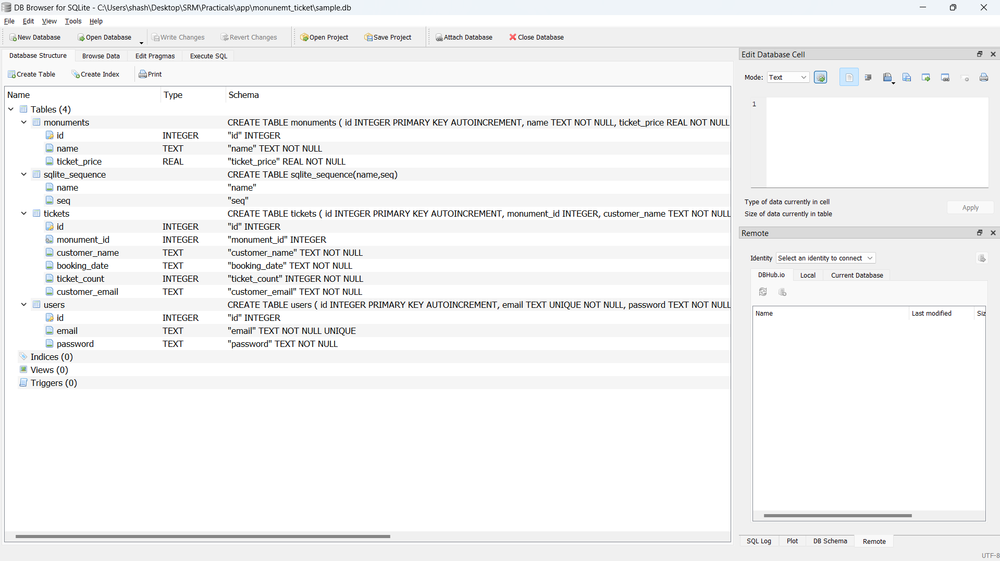 DB Browser for SQLite - C:\Users\shash\Desktop\SRM\Practicals\app\monunemt_ticket\sample.db
File Edit View Tools Help
New Database Open Database Write Changes Revert Changes Open Project Save Project Attach Database Close Database
Database Structure Browse Data Edit Pragmas Execute SQL
Create Table Create Index Print
Name Type Schema
Tables (4)
monuments CREATE TABLE monuments ( id INTEGER PRIMARY KEY AUTOINCREMENT, name TEXT NOT NULL, ticket_price REAL NOT NULL
id INTEGER "id" INTEGER
name TEXT "name" TEXT NOT NULL
ticket_price REAL "ticket_price" REAL NOT NULL
sqlite_sequence CREATE TABLE sqlite_sequence(name,seq)
name "name"
seq "seq"
tickets CREATE TABLE tickets ( id INTEGER PRIMARY KEY AUTOINCREMENT, monument_id INTEGER, customer_name TEXT NOT NULL
id INTEGER "id" INTEGER
monument_id INTEGER "monument_id" INTEGER
customer_name TEXT "customer_name" TEXT NOT NULL
booking_date TEXT "booking_date" TEXT NOT NULL
ticket_count INTEGER "ticket_count" INTEGER NOT NULL
customer_email TEXT "customer_email" TEXT NOT NULL
users CREATE TABLE users ( id INTEGER PRIMARY KEY AUTOINCREMENT, email TEXT UNIQUE NOT NULL, password TEXT NOT NULL
id INTEGER "id" INTEGER
email TEXT "email" TEXT NOT NULL UNIQUE
password TEXT "password" TEXT NOT NULL
Indices (0)
Views (0)
Triggers (0)
Edit Database Cell
Mode: Text
1
Type of data currently in cell
Size of data currently in table
Apply
Remote
Identity Select an identity to connect
DBHub.io Local Current Database
Name Last modified Siz
SQL Log Plot DB Schema Remote
UTF-8